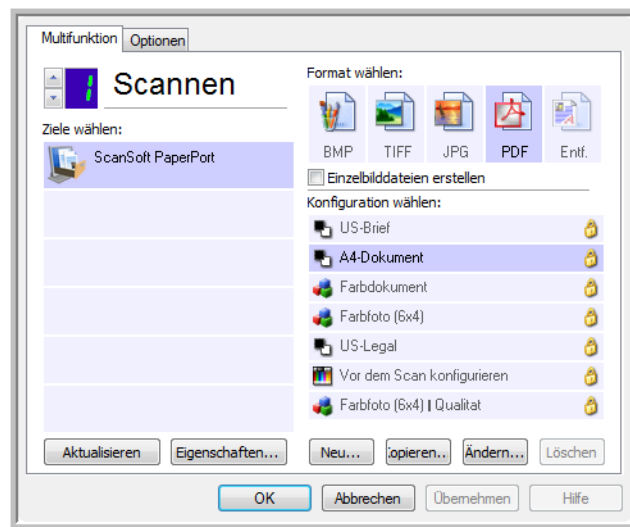 Multifunktion Optionen
1 Scannen
Ziele wählen:
ScanSoft PaperPort
Aktualisieren Eigenschaften...
Format wählen:
BMP TIFF JPG PDF Entf.
Einzelbilddateien erstellen
Konfiguration wählen:
US-Brief
A4-Dokument
Farbdokument
Farbfoto (6x4)
US-Legal
Vor dem Scan konfigurieren
Farbfoto (6x4) | Qualitat
Neu... opieren.. Ändern... Löschen
OK Abbrechen Übernehmen Hilfe